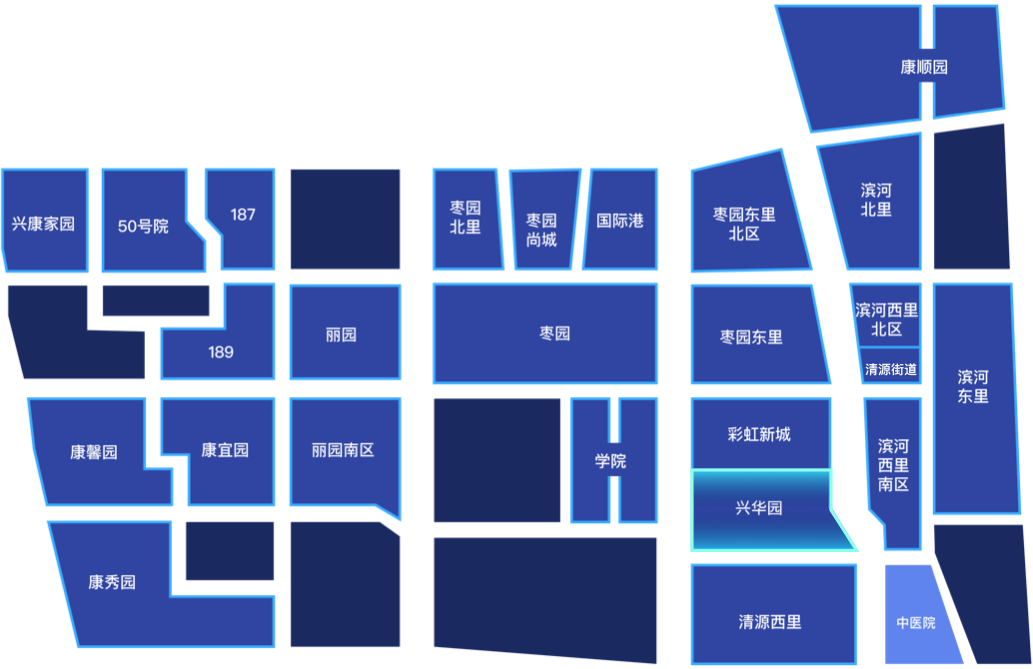 康顺园
兴康家园
50号院
187
枣园
北里
枣园
尚城
国际港
枣园东里
北区
滨河
北里
189
丽园
枣园
枣园东里
滨河西里
北区
清源街道
滨河
东里
康馨园
康宜园
丽园南区
学院
彩虹新城
滨河
西里
南区
兴华园
康秀园
清源西里
中医院